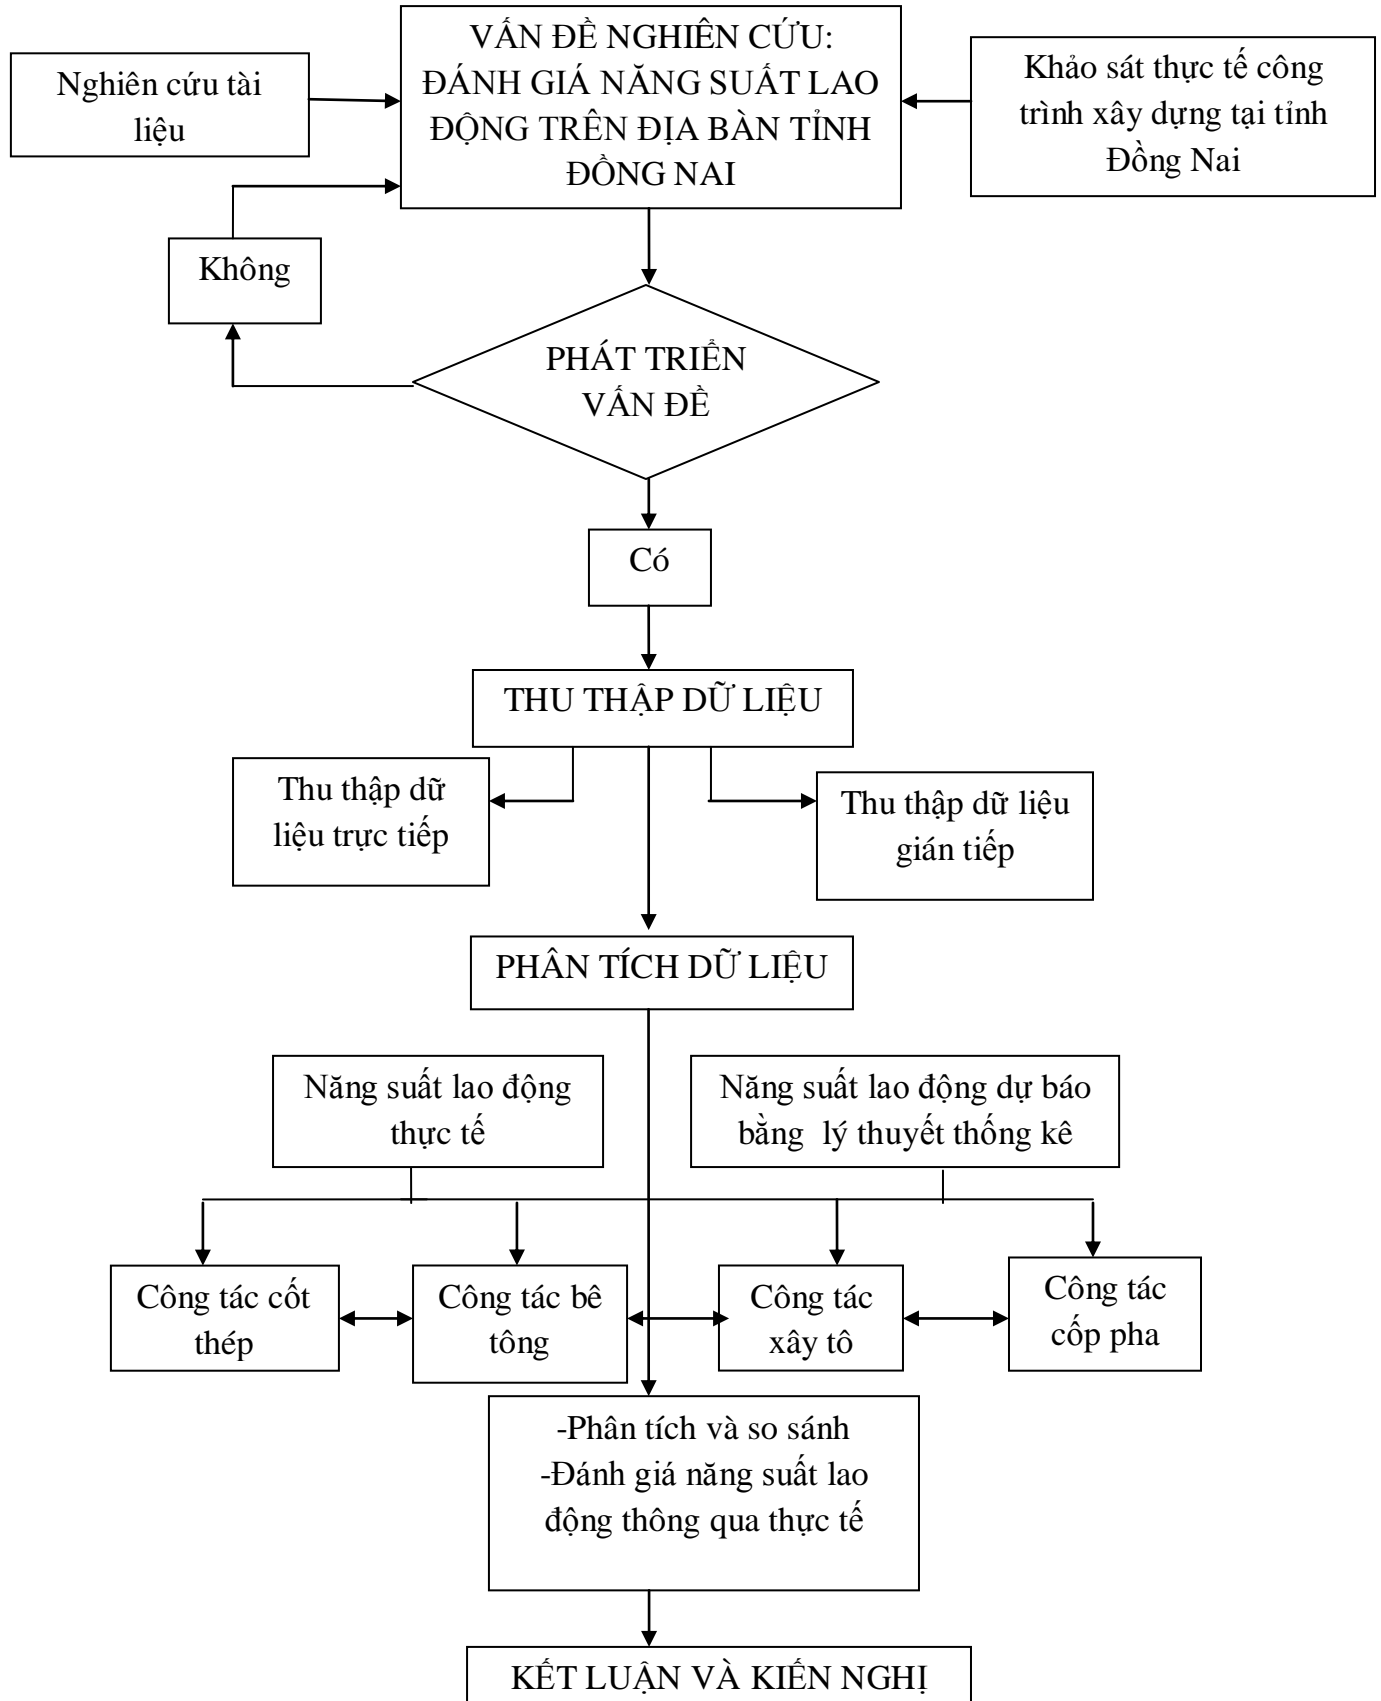 Nghiên cứu tài
liệu
VẤN ĐỀ NGHIÊN CỨU:
ĐÁNH GIÁ NĂNG SUẤT LAO
ĐỘNG TRÊN ĐỊA BÀN TỈNH
ĐỒNG NAI
Khảo sát thực tế công
trình xây dựng tại tỉnh
Đồng Nai
Không
PHÁT TRIỂN
VẤN ĐỀ
Có
THU THẬP DỮ LIỆU
Thu thập dữ
liệu trực tiếp
Thu thập dữ liệu
gián tiếp
PHÂN TÍCH DỮ LIỆU
Năng suất lao động
thực tế
Năng suất lao động dự báo
bằng  lý thuyết thống kê
Công tác cốt
thép
Công tác bê
tông
Công tác
xây tô
Công tác
cốp pha
-Phân tích và so sánh
-Đánh giá năng suất lao
động thông qua thực tế
KẾT LUẬN VÀ KIẾN NGHỊ